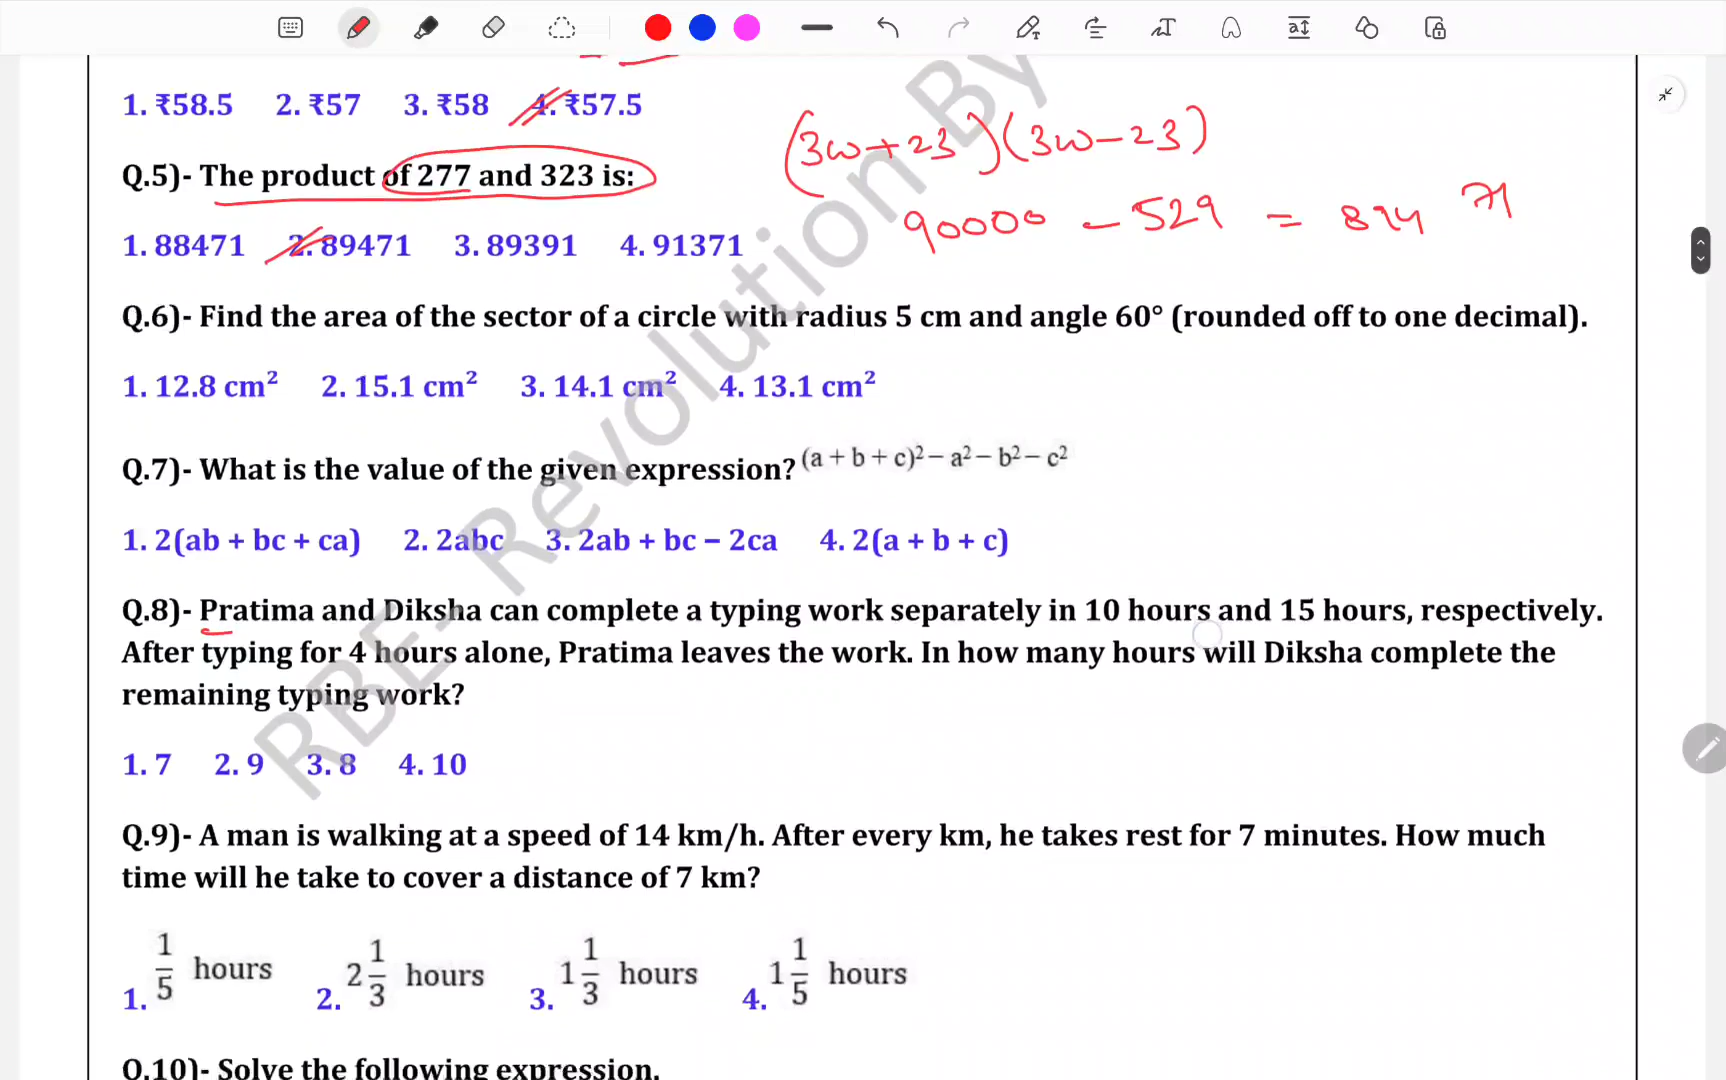 1. ₹58.5 2. ₹57 3. ₹58 4. ₹57.5
(300+23)(300-23)
Q.5)- The product of 277 and 323 is:
90000 - 529 = 89471
1. 88471 2. 89471 3. 89391 4. 91371
Q.6)- Find the area of the sector of a circle with radius 5 cm and angle 60° (rounded off to one decimal).
1. 12.8 cm² 2. 15.1 cm² 3. 14.1 cm² 4. 13.1 cm²
Q.7)- What is the value of the given expression? (a + b + c)² – a² – b² – c²
1. 2(ab + bc + ca) 2. 2abc 3. 2ab + bc – 2ca 4. 2(a + b + c)
Q.8)- Pratima and Diksha can complete a typing work separately in 10 hours and 15 hours, respectively.
After typing for 4 hours alone, Pratima leaves the work. In how many hours will Diksha complete the
remaining typing work?
1. 7 2. 9 3. 8 4. 10
Q.9)- A man is walking at a speed of 14 km/h. After every km, he takes rest for 7 minutes. How much
time will he take to cover a distance of 7 km?
1. 1/5 hours 2. 2 1/3 hours 3. 1 1/3 hours 4. 1 1/5 hours
Q.10)- Solve the following expression.
RBE- Revolution By